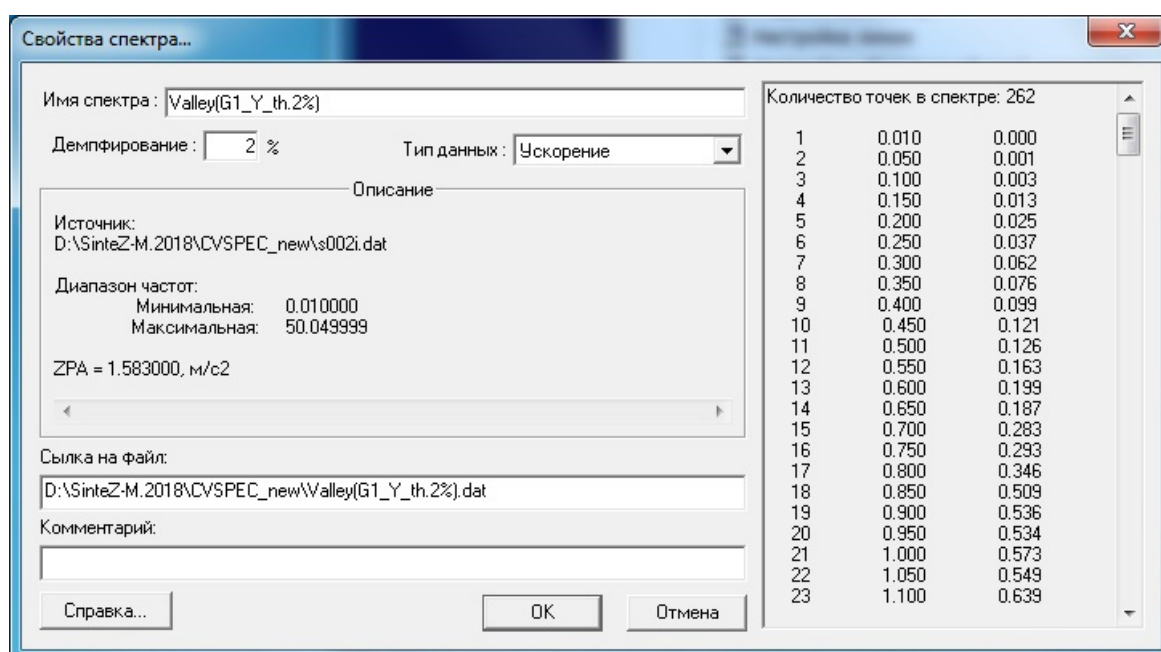 Свойства спектра...
Имя спектра : Valley(G1_Y_th.2%)
Демпфирование : 2 %
Тип данных : Ускорение
Описание
Источник:
D:\SinteZ-M.2018\CVSPEC_new\s002i.dat
Диапазон частот:
Минимальная: 0.010000
Максимальная: 50.049999
ZPA = 1.583000, м/с2
Сылка на файл:
D:\SinteZ-M.2018\CVSPEC_new\Valley(G1_Y_th.2%).dat
Комментарий:
Справка...
OK
Отмена
Количество точек в спектре: 262
1 0.010 0.000
2 0.050 0.001
3 0.100 0.003
4 0.150 0.013
5 0.200 0.025
6 0.250 0.037
7 0.300 0.062
8 0.350 0.076
9 0.400 0.099
10 0.450 0.121
11 0.500 0.126
12 0.550 0.163
13 0.600 0.199
14 0.650 0.187
15 0.700 0.283
16 0.750 0.293
17 0.800 0.346
18 0.850 0.509
19 0.900 0.536
20 0.950 0.534
21 1.000 0.573
22 1.050 0.549
23 1.100 0.639